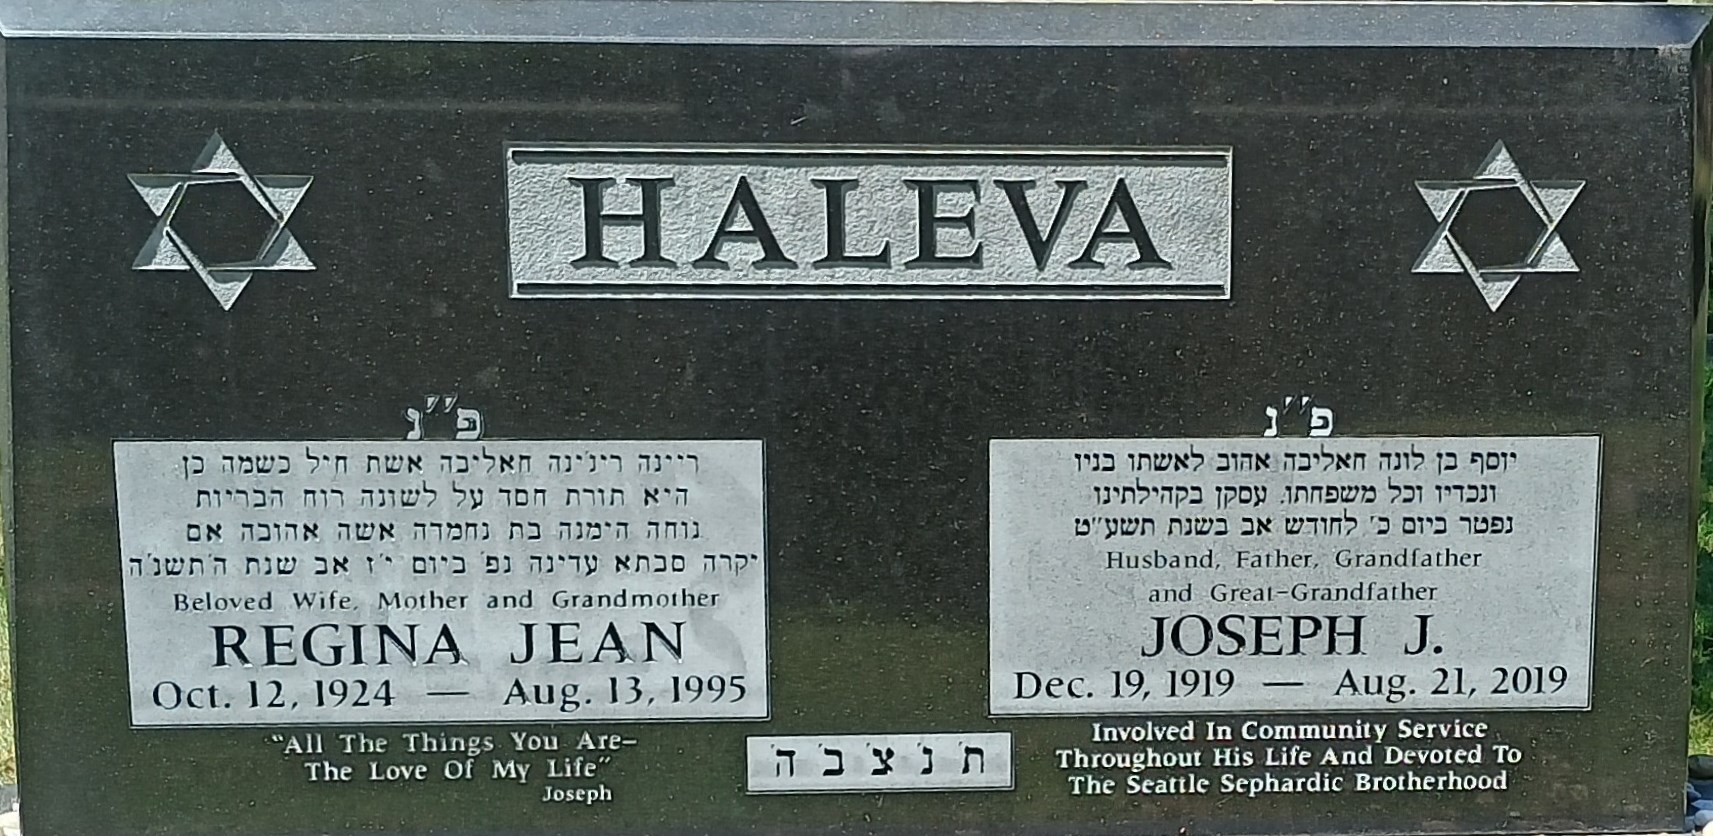 HALEVA
פ''נ
ריינה רינ'ינה חאליבה אשת חיל כשמה כן
היא תורת חסד על לשונה רוח הבריות
נוחה הימנה בת נחמדה אשה אהובה אם
יקרה סבתא עדינה נפ' ביום י'ז אב שנת ה'תשנ'ה
Beloved Wife, Mother and Grandmother
REGINA JEAN
Oct. 12, 1924 — Aug. 13, 1995
"All The Things You Are-
The Love Of My Life"
Joseph
פ''נ
יוסף בן לונה חאליבה אהוב לאשתו בניו
ונכדיו וכל משפחתו. עסקן בקהילתינו
נפטר ביום כ' לחודש אב בשנת תשע''ט
Husband, Father, Grandfather
and Great-Grandfather
JOSEPH J.
Dec. 19, 1919 — Aug. 21, 2019
Involved In Community Service
Throughout His Life And Devoted To
The Seattle Sephardic Brotherhood
ת' נ' צ' ב' ה'